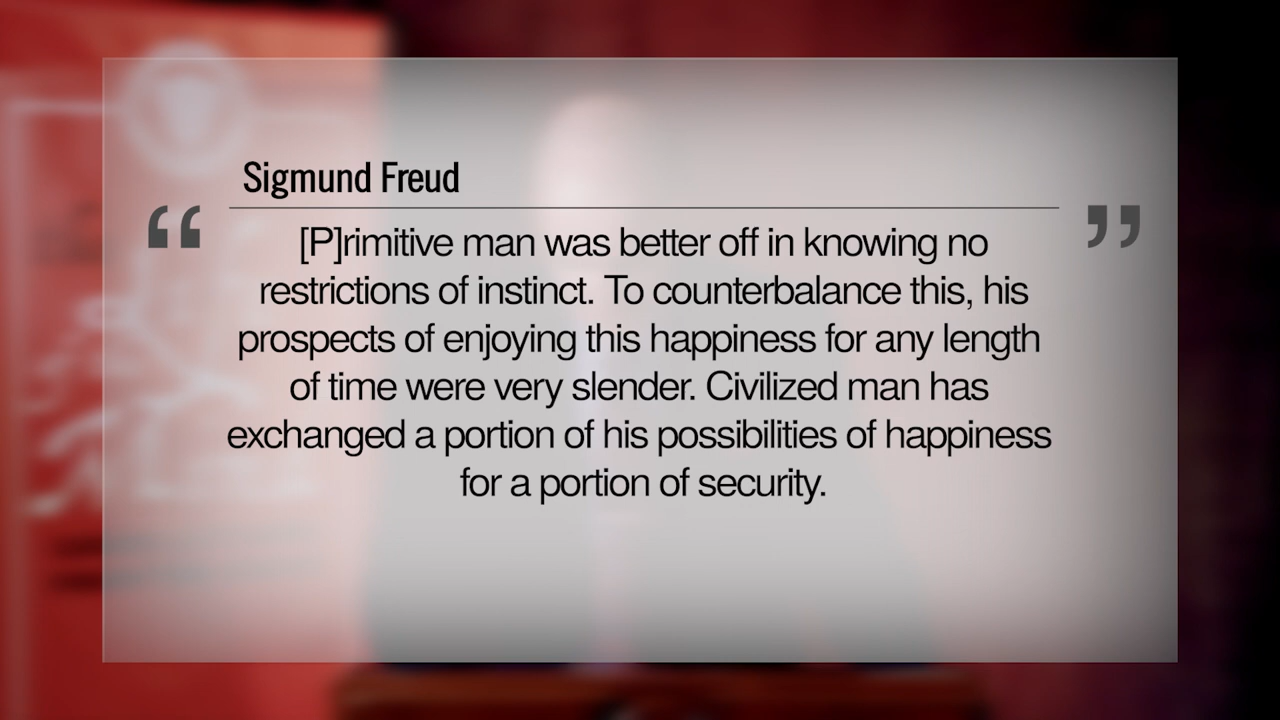 Sigmund Freud
“ ”
[P]rimitive man was better off in knowing no
restrictions of instinct. To counterbalance this, his
prospects of enjoying this happiness for any length
of time were very slender. Civilized man has
exchanged a portion of his possibilities of happiness
for a portion of security.